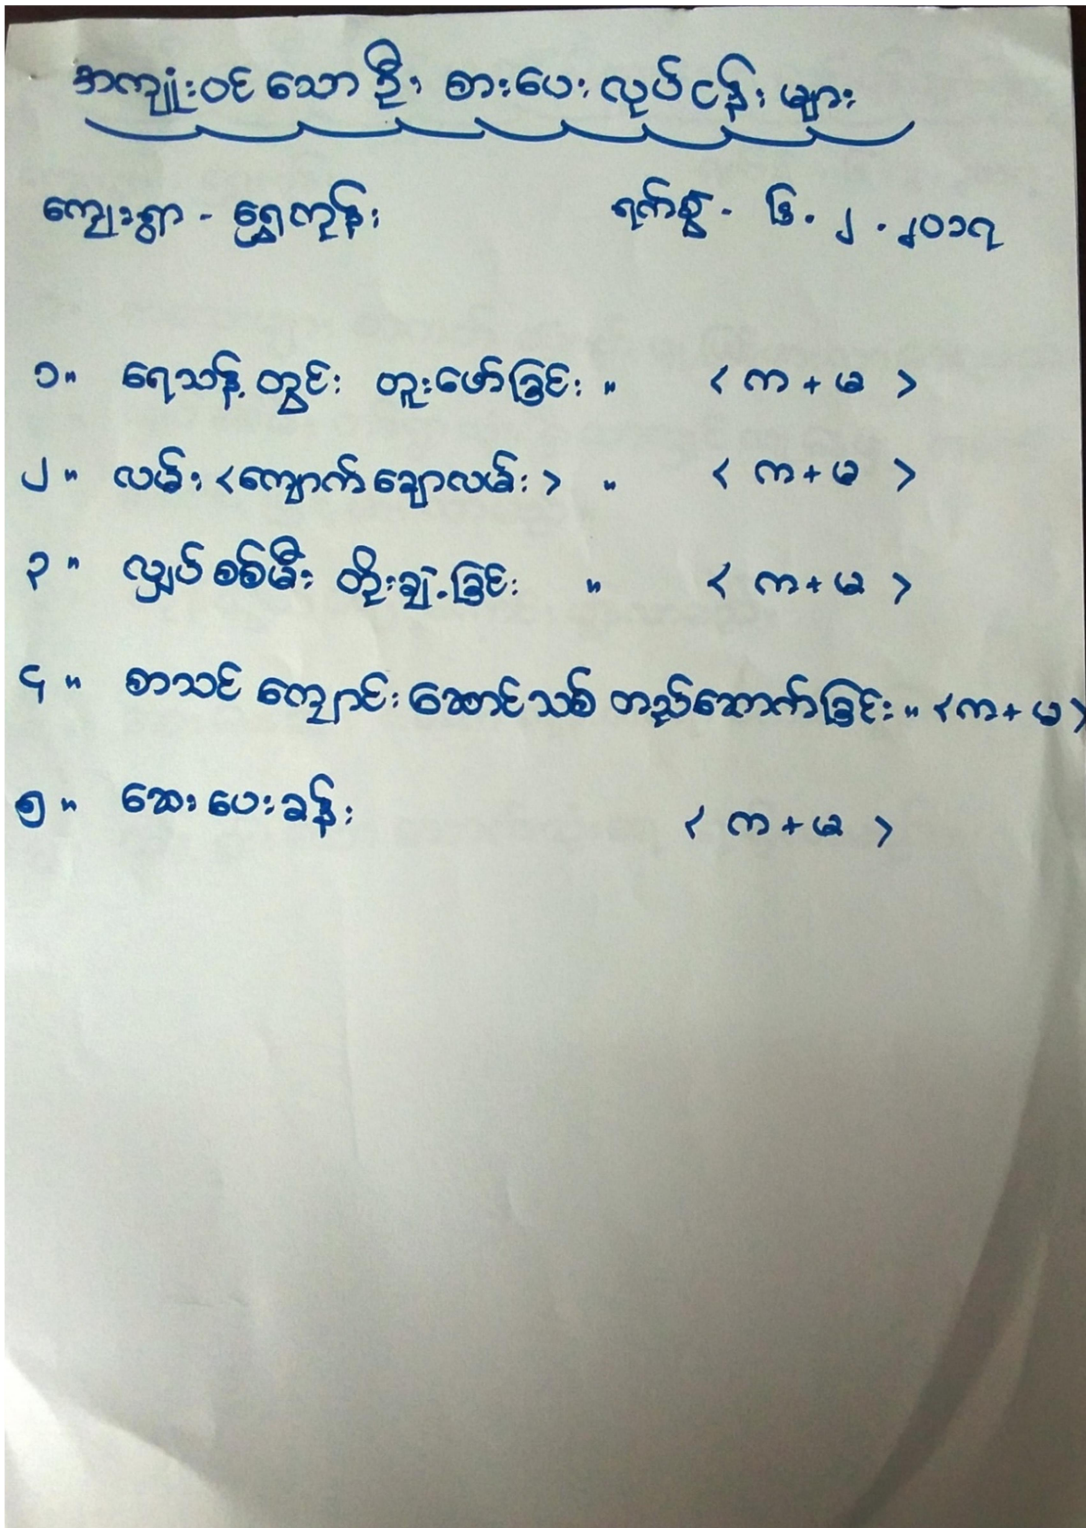 အကျုံးဝင်သောဦးစားပေးလုပ်ငန်းများ
ကျေးရွာ - ရွှေကုန်း ရက်စွဲ - ၆.၂.၂၀၁၇
၁။ ရေသန့်တွင်း တူးဖော်ခြင်း။ < က + မ >
၂။ လမ်း <ကျောက်ချောလမ်း> ။ < က + မ >
၃။ လျှပ်စစ်မီး တိုးချဲ့ခြင်း ။ < က + မ >
၄။ စာသင်ကျောင်းဆောင်သစ် တည်ဆောက်ခြင်း။ < က + မ >
၅။ ဆေးပေးခန်း < က + မ >